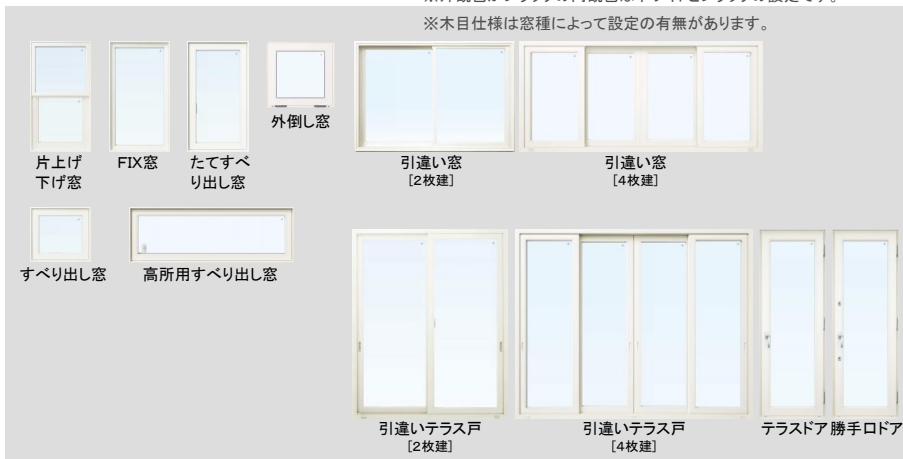 ※木目仕様は窓種によって設定の有無があります。
片上げ
下げ窓
FIX窓
たてすべ
り出し窓
外倒し窓
引違い窓
[2枚建]
引違い窓
[4枚建]
すべり出し窓
高所用すべり出し窓
引違いテラス戸
[2枚建]
引違いテラス戸
[4枚建]
テラスドア
勝手口ドア